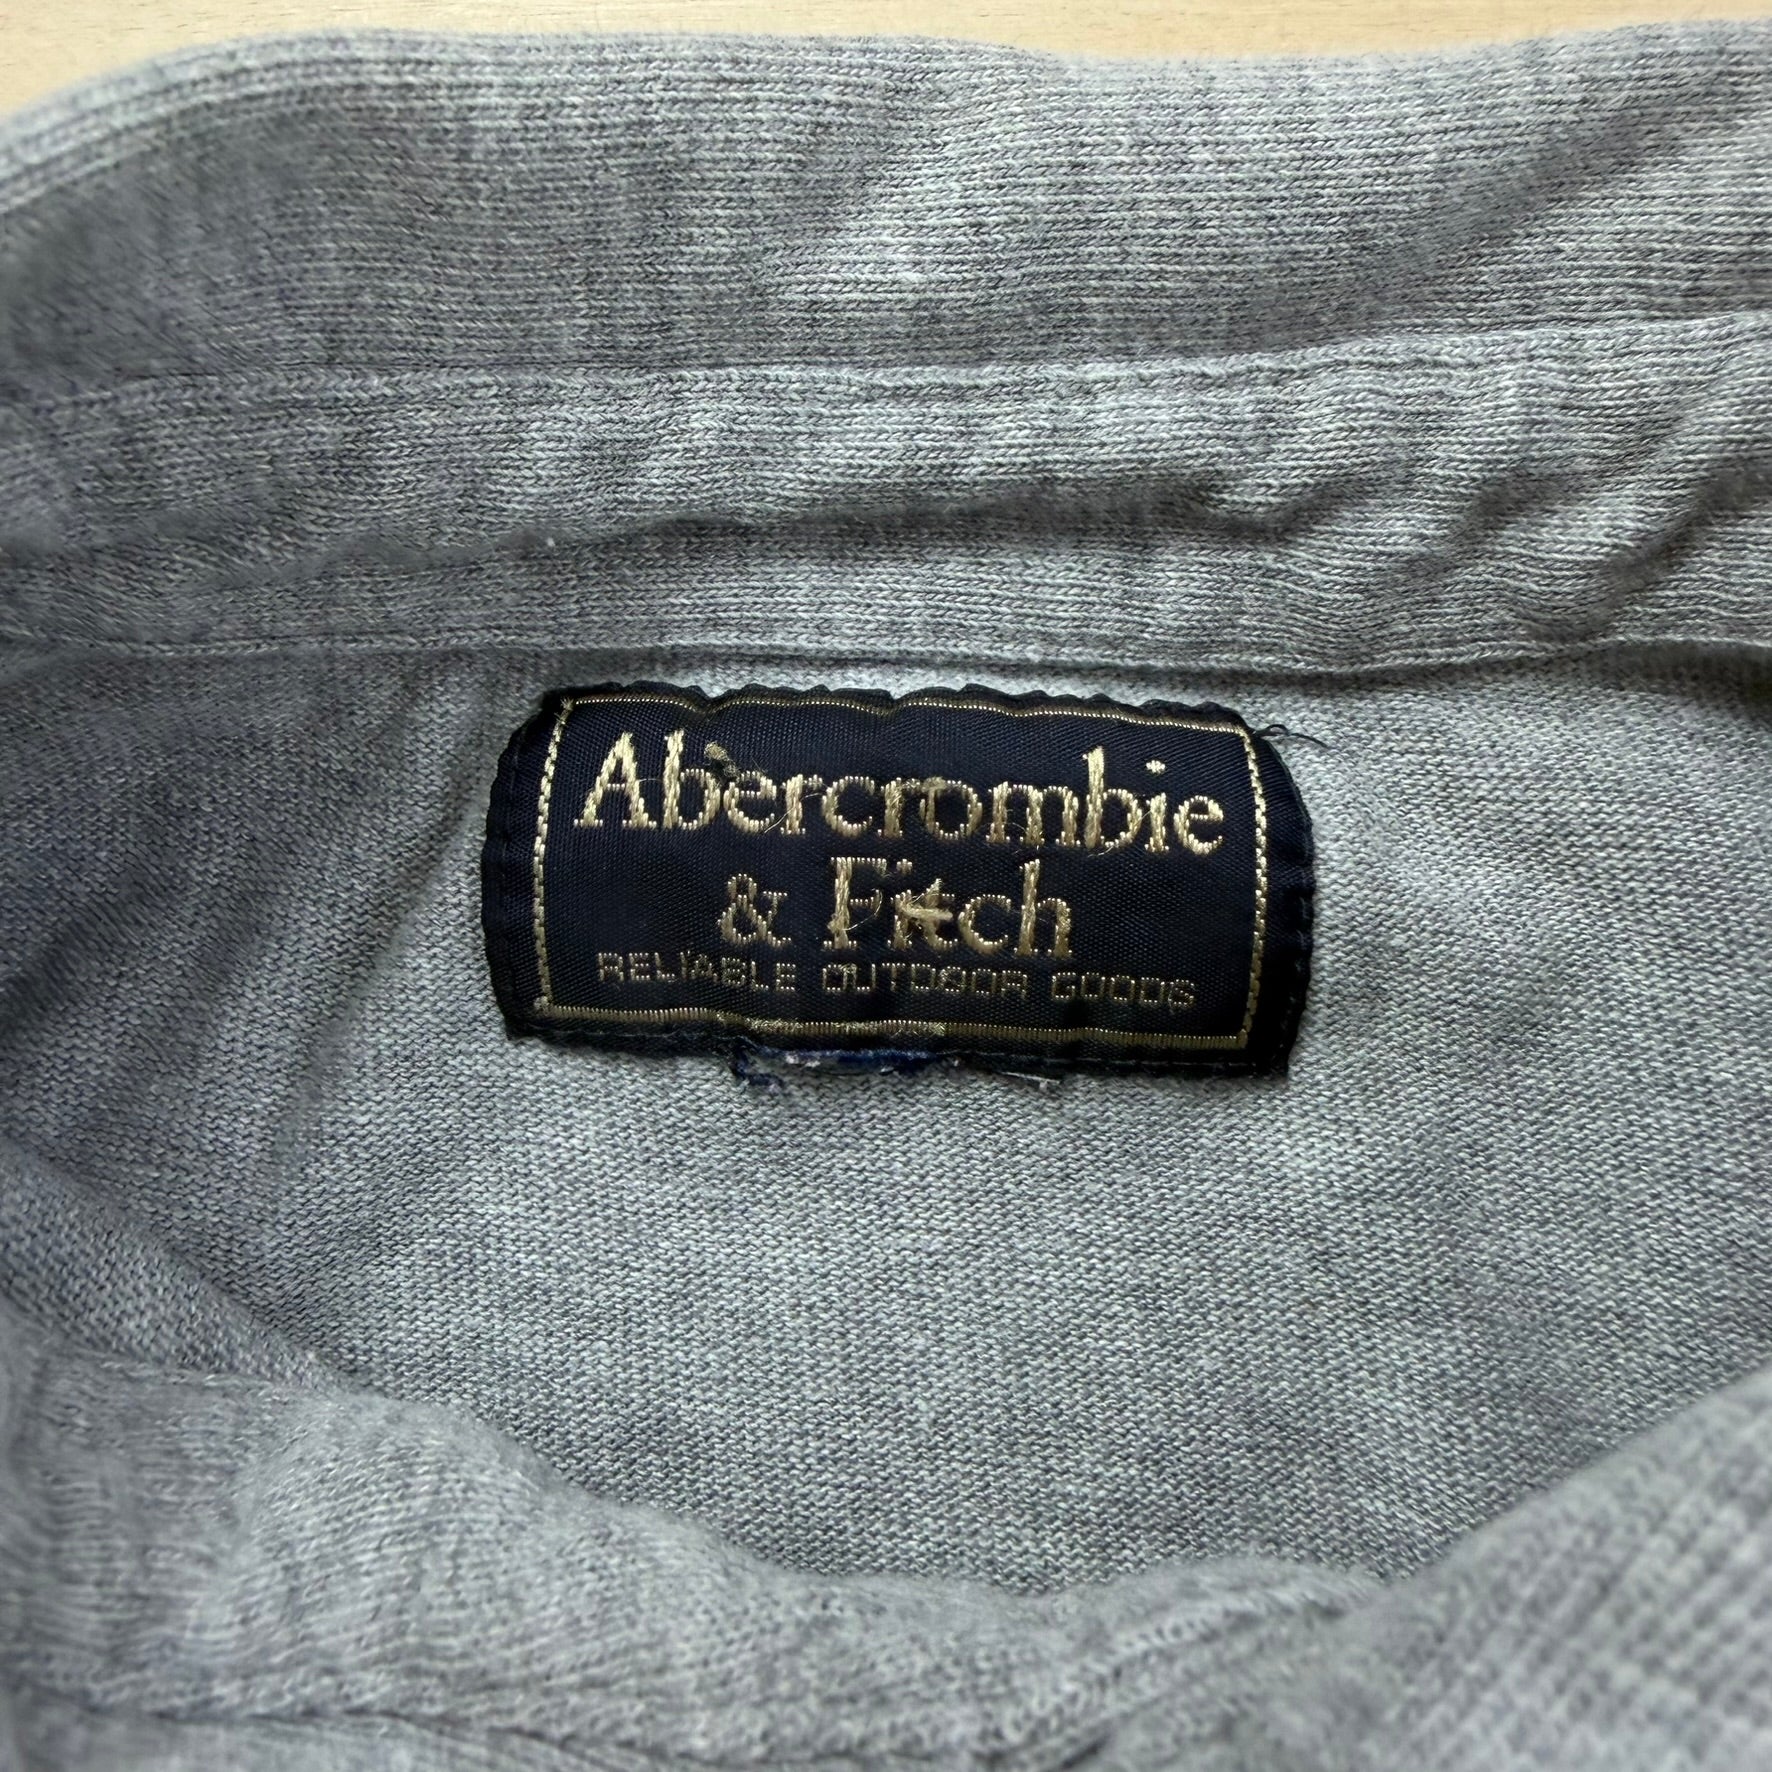 Abercrombie
& Fitch
RELIABLE OUTDOOR GOODS